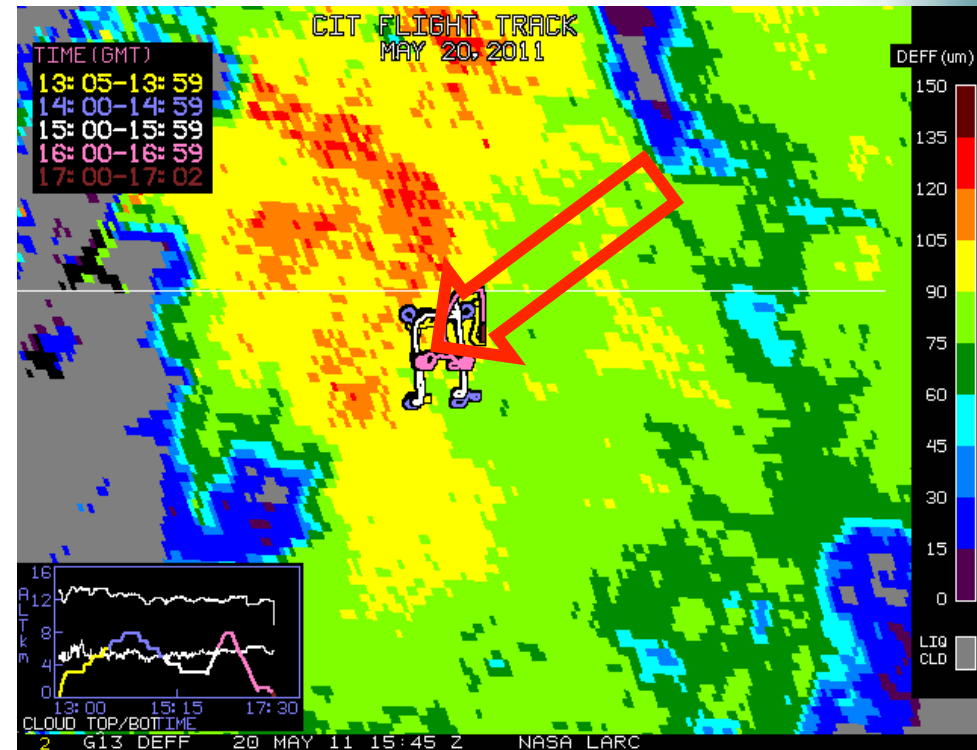 CIT FLIGHT TRACK
MAY 20,2011
TIME(GMT)
13:05-13:59
14:00-14:59
15:00-15:59
16:00-16:59
17:00-17:02
DEFF(um)
150
135
120
105
90
75
60
45
30
15
0
LIQ
CLD
16
12
8
4
0
ALT
km
13:00 15:15 17:30
CLOUD TOP/BOT TIME
2 G13 DEFF 20 MAY 11 15:45 Z NASA LARC